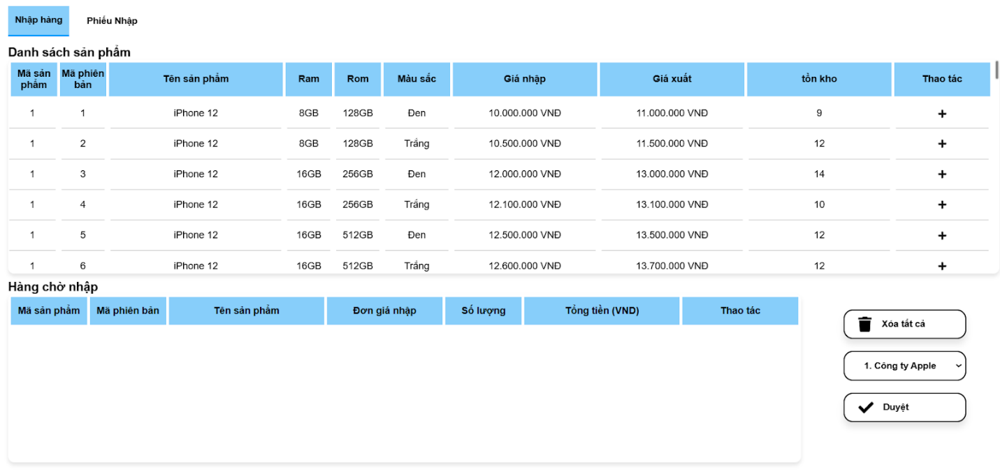 Nhập hàng Phiếu Nhập
Danh sách sản phẩm
Mã sản phẩm Mã phiên bản Tên sản phẩm Ram Rom Màu sắc Giá nhập Giá xuất tồn kho Thao tác
1 1 iPhone 12 8GB 128GB Đen 10.000.000 VNĐ 11.000.000 VNĐ 9 +
1 2 iPhone 12 8GB 128GB Trắng 10.500.000 VNĐ 11.500.000 VNĐ 12 +
1 3 iPhone 12 16GB 256GB Đen 12.000.000 VNĐ 13.000.000 VNĐ 14 +
1 4 iPhone 12 16GB 256GB Trắng 12.100.000 VNĐ 13.100.000 VNĐ 10 +
1 5 iPhone 12 16GB 512GB Đen 12.500.000 VNĐ 13.500.000 VNĐ 12 +
1 6 iPhone 12 16GB 512GB Trắng 12.600.000 VNĐ 13.700.000 VNĐ 12 +
Hàng chờ nhập
Mã sản phẩm Mã phiên bản Tên sản phẩm Đơn giá nhập Số lượng Tổng tiền (VND) Thao tác
Xóa tất cả
1. Công ty Apple
Duyệt